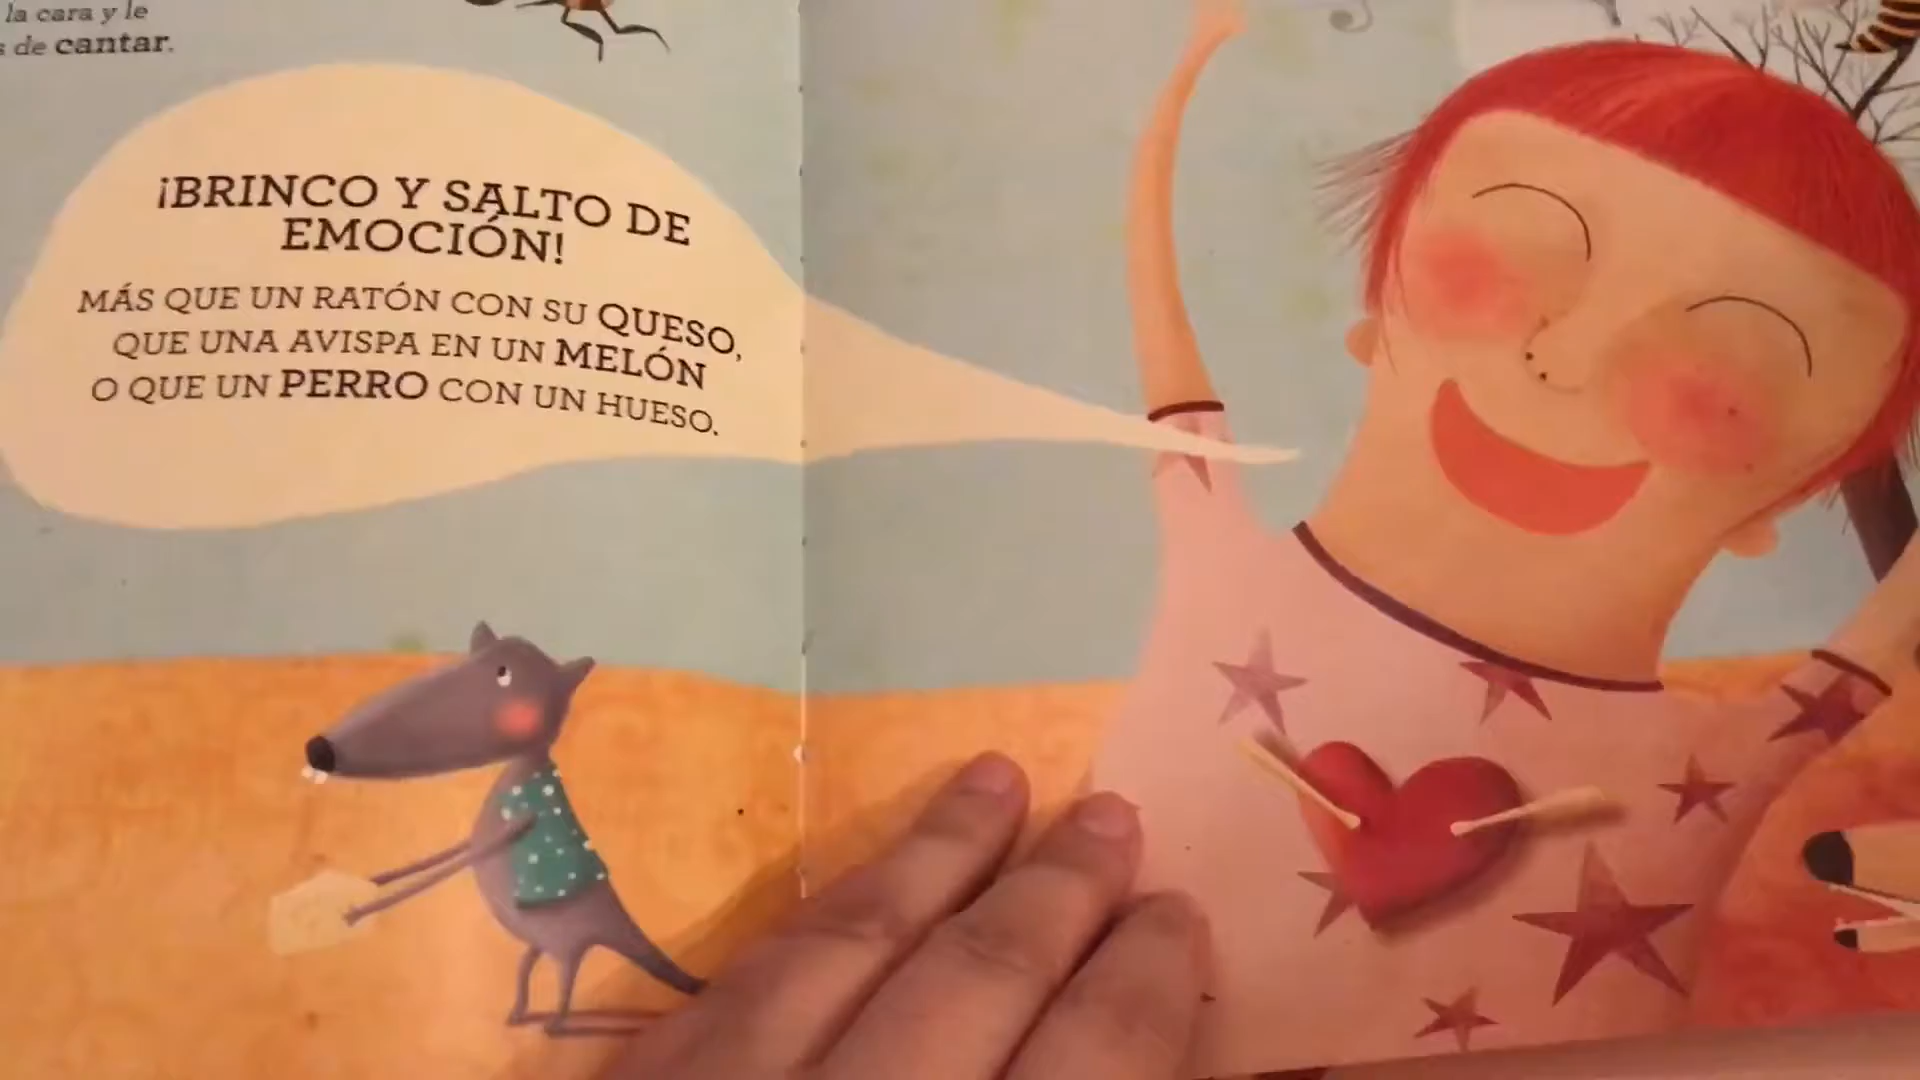 la cara y le
de cantar.
¡BRINCO Y SALTO DE
EMOCIÓN!
MÁS QUE UN RATÓN CON SU QUESO,
QUE UNA AVISPA EN UN MELÓN
O QUE UN PERRO CON UN HUESO.